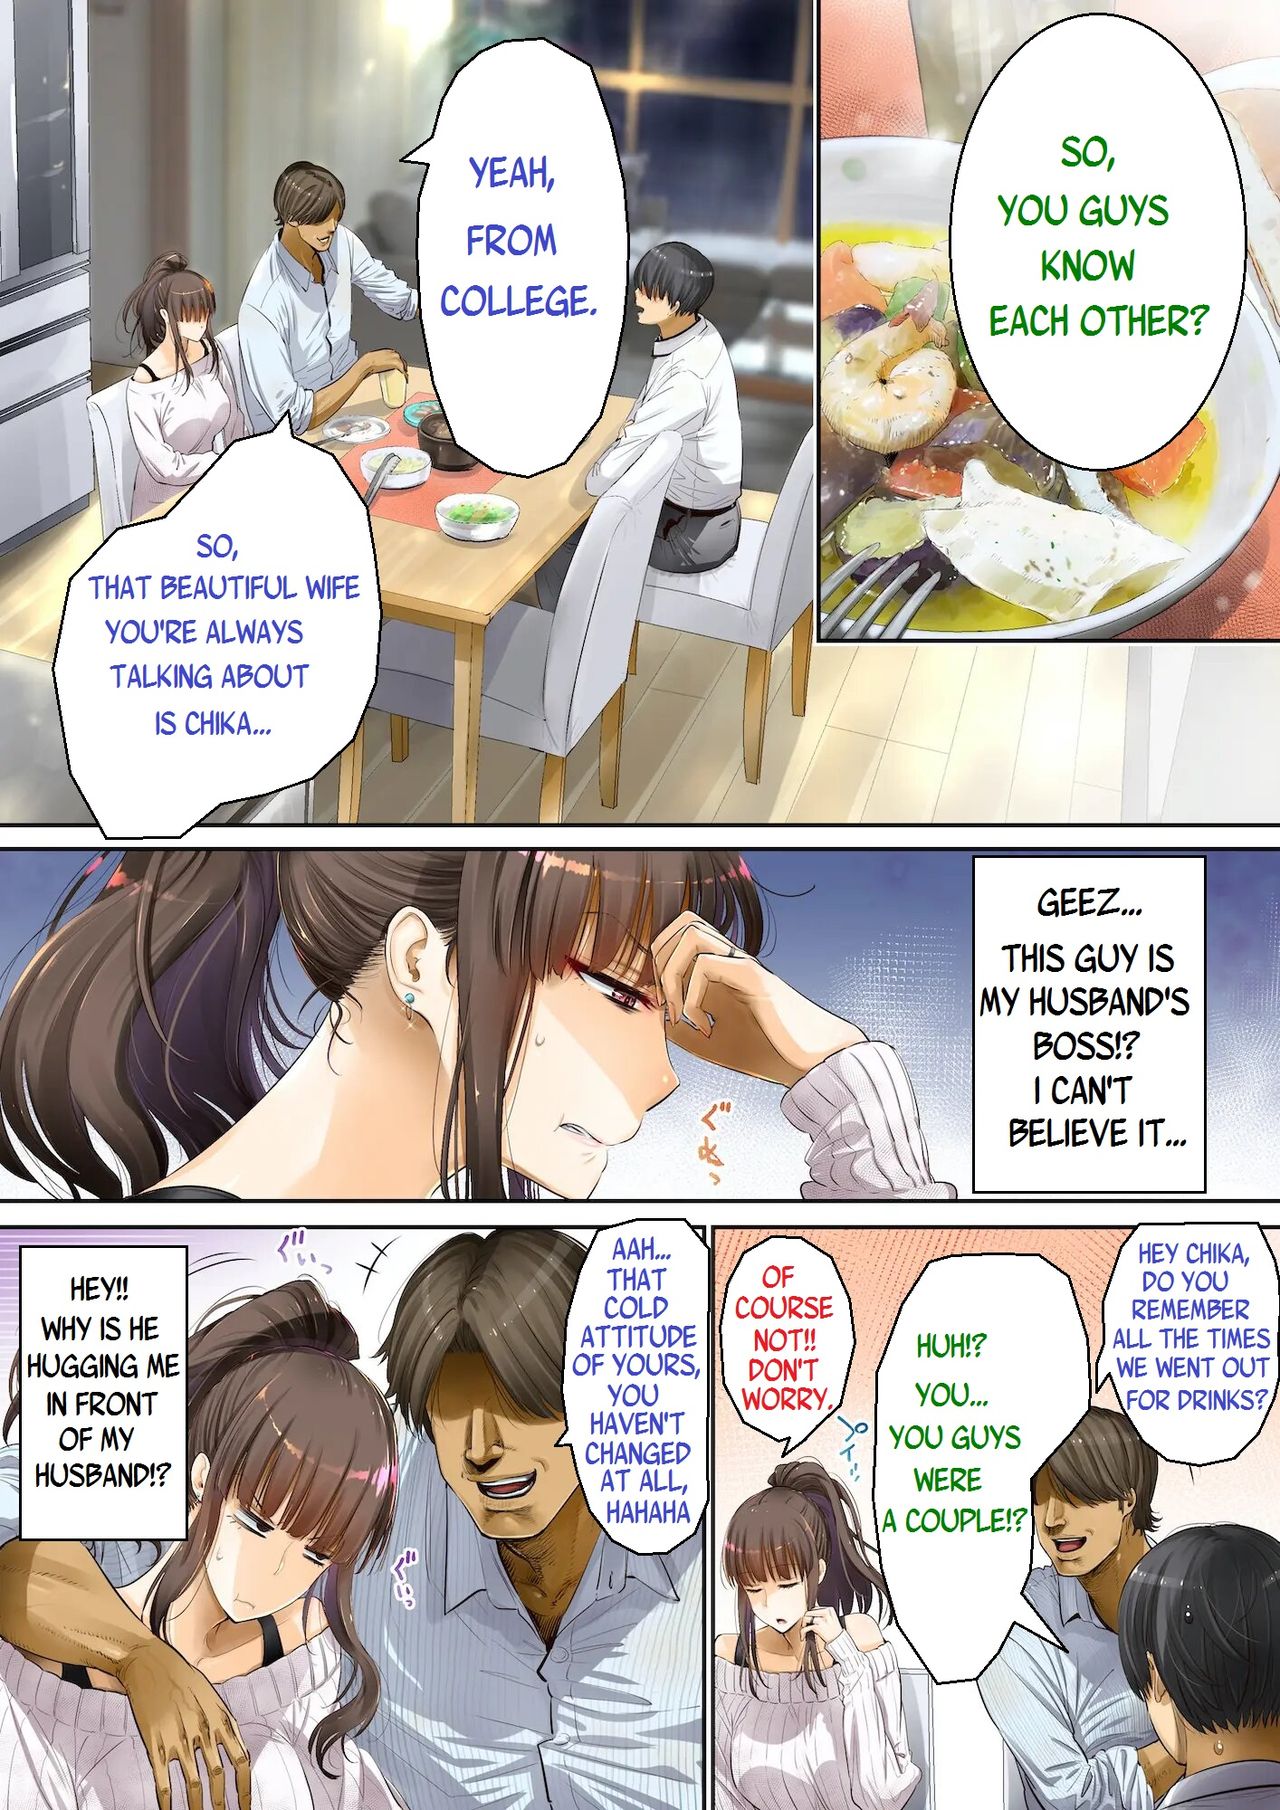 SO,
YOU GUYS
KNOW
EACH OTHER?
YEAH,
FROM
COLLEGE.
SO,
THAT BEAUTIFUL WIFE
YOU'RE ALWAYS
TALKING ABOUT
IS CHIKA...
GEEZ...
THIS GUY IS
MY HUSBAND'S
BOSS!?
I CAN'T
BELIEVE IT...
HEY CHIKA,
DO YOU
REMEMBER
ALL THE TIMES
WE WENT OUT
FOR DRINKS?
HUH!?
YOU...
YOU GUYS
WERE
A COUPLE!?
OF
COURSE
NOT!!
DON'T
WORRY.
プイッ
AAH...
THAT
COLD
ATTITUDE
OF YOURS,
YOU
HAVEN'T
CHANGED
AT ALL,
HAHAHA
HEY!!
WHY IS HE
HUGGING ME
IN FRONT
OF MY
HUSBAND!?